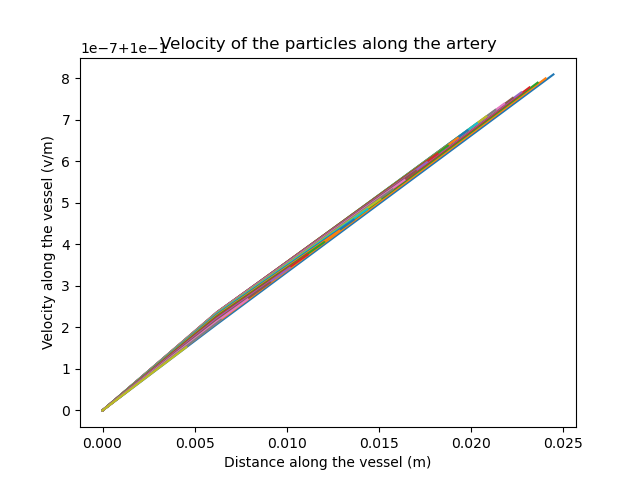 Velocity of the particles along the artery
1e−7+1e−1
8
7
6
5
4
3
2
1
0
Velocity along the vessel (v/m)
0.000 0.005 0.010 0.015 0.020 0.025
Distance along the vessel (m)